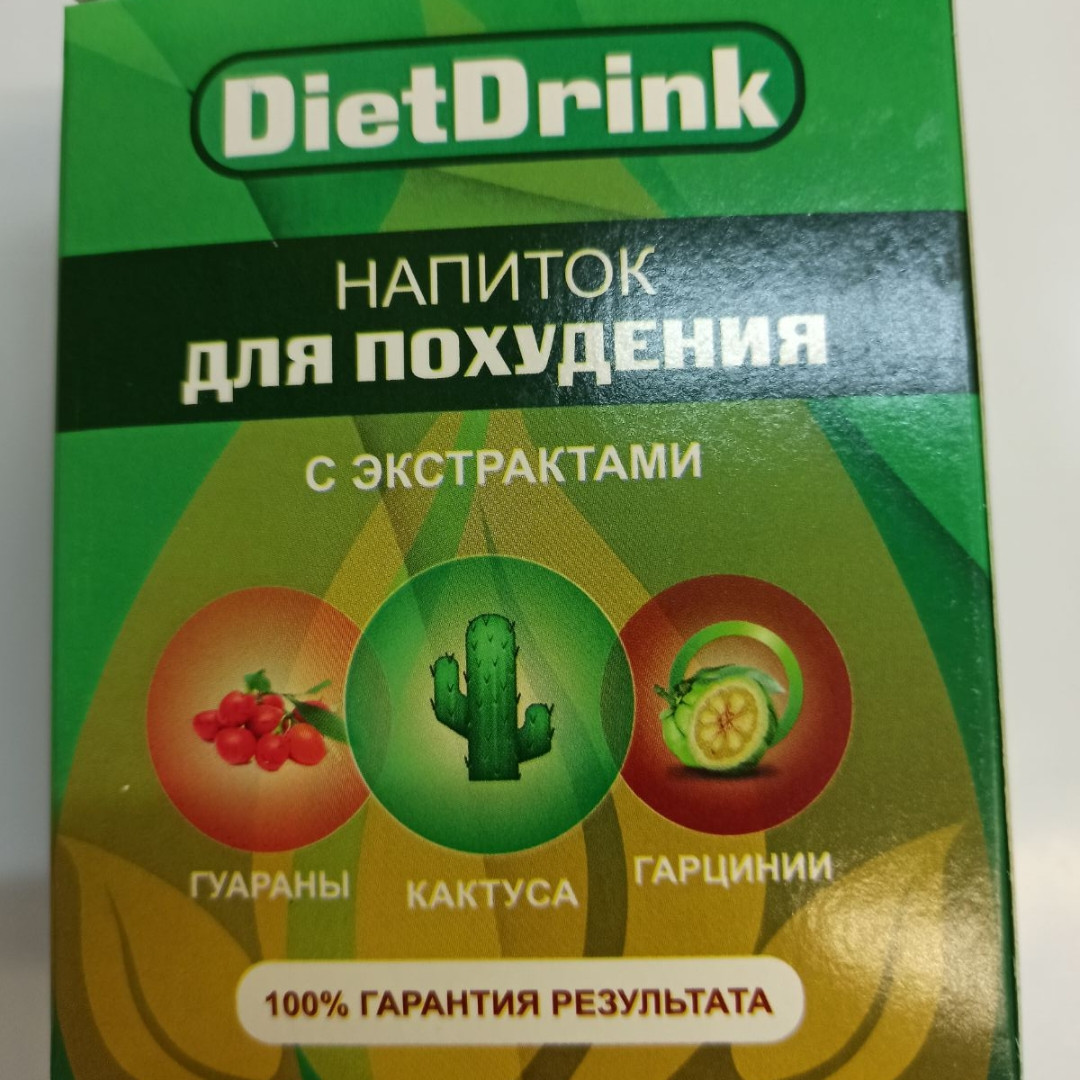 DietDrink
НАПИТОК
ДЛЯ ПОХУДЕНИЯ
С ЭКСТРАКТАМИ
ГУАРАНЫ
КАКТУСА
ГАРЦИНИИ
100% ГАРАНТИЯ РЕЗУЛЬТАТА